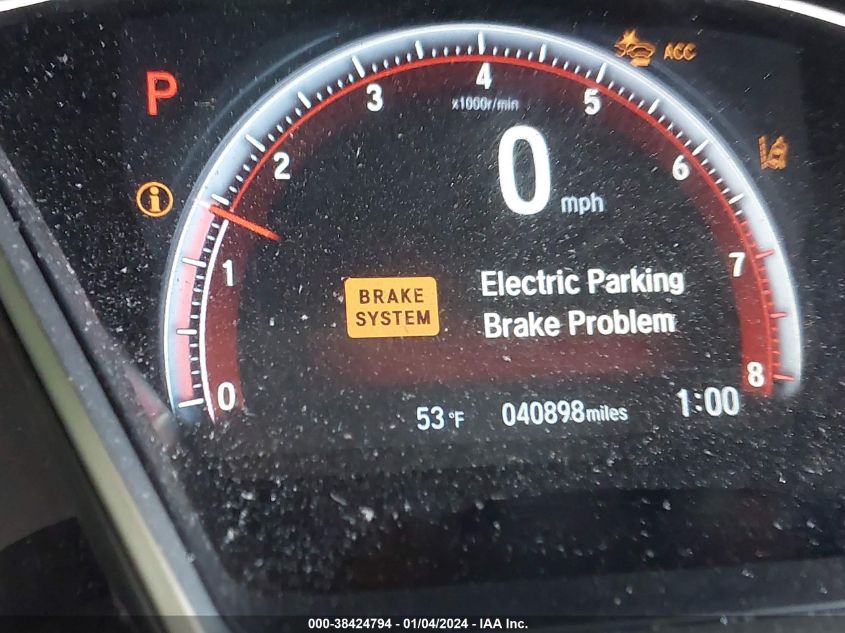 P
ACC
0
1
2
3
4
5
6
7
8
x1000r/min
0 mph
i
BRAKE
SYSTEM
Electric Parking
Brake Problem
53 °F 040898 miles 1:00
000-38424794 - 01/04/2024 - IAA Inc.